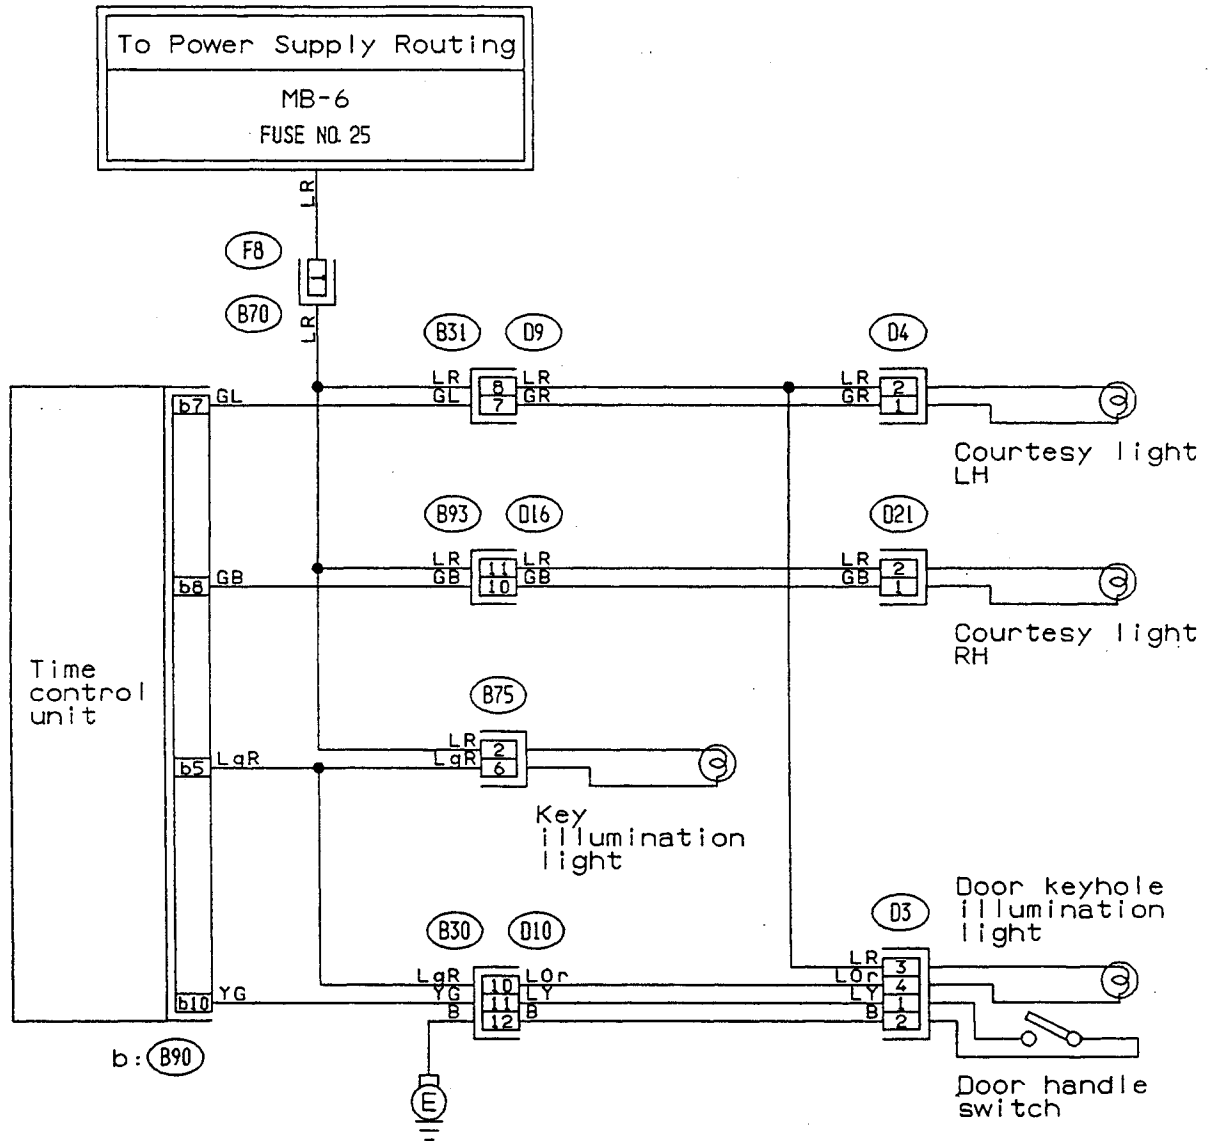 To Power Supply Routing
MB-6
FUSE NO. 25
LR
F8
1
B70
LR
B31 D9 D4
LR 8 LR LR 2
b7 GL GL 7 GR GR 1
Courtesy light
LH
B93 D16 D21
LR 11 LR LR 2
b8 GB GB 10 GB GB 1
Courtesy light
RH
Time
control
unit
B75
LR 2
b5 LgR LgR 6
Key
illumination
light
Door keyhole
illumination
light
B30 D10 D3
LR 3
LgR 10 LOr LOr 4
b10 YG YG 11 LY LY 1
B 12 B B 2
b: B90
E
Door handle
switch